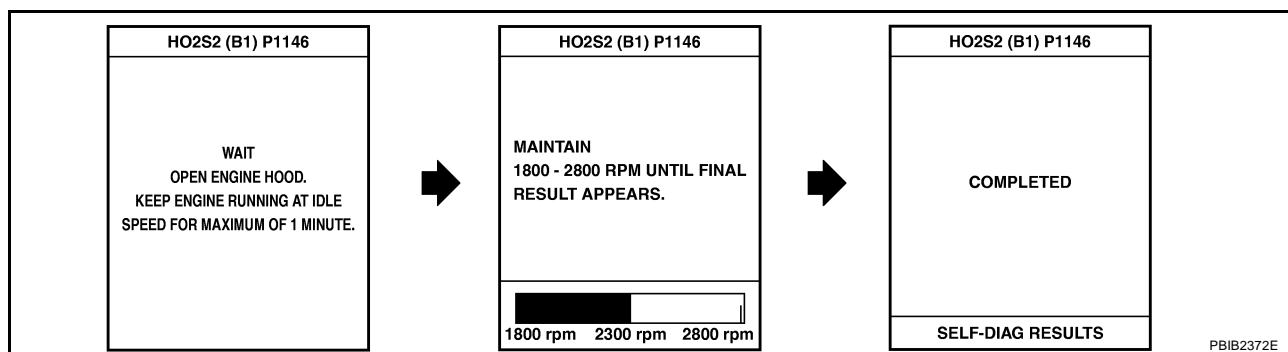 HO2S2 (B1) P1146
WAIT
OPEN ENGINE HOOD.
KEEP ENGINE RUNNING AT IDLE
SPEED FOR MAXIMUM OF 1 MINUTE.
HO2S2 (B1) P1146
MAINTAIN
1800 - 2800 RPM UNTIL FINAL
RESULT APPEARS.
1800 rpm 2300 rpm 2800 rpm
HO2S2 (B1) P1146
COMPLETED
SELF-DIAG RESULTS
PBIB2372E